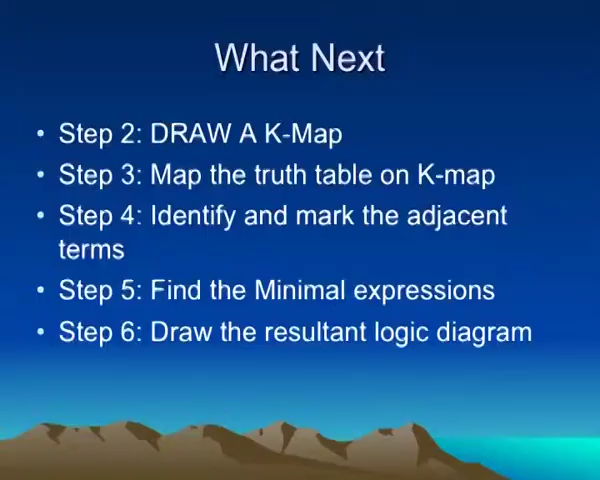 What Next
• Step 2: DRAW A K-Map
• Step 3: Map the truth table on K-map
• Step 4: Identify and mark the adjacent
terms
• Step 5: Find the Minimal expressions
• Step 6: Draw the resultant logic diagram